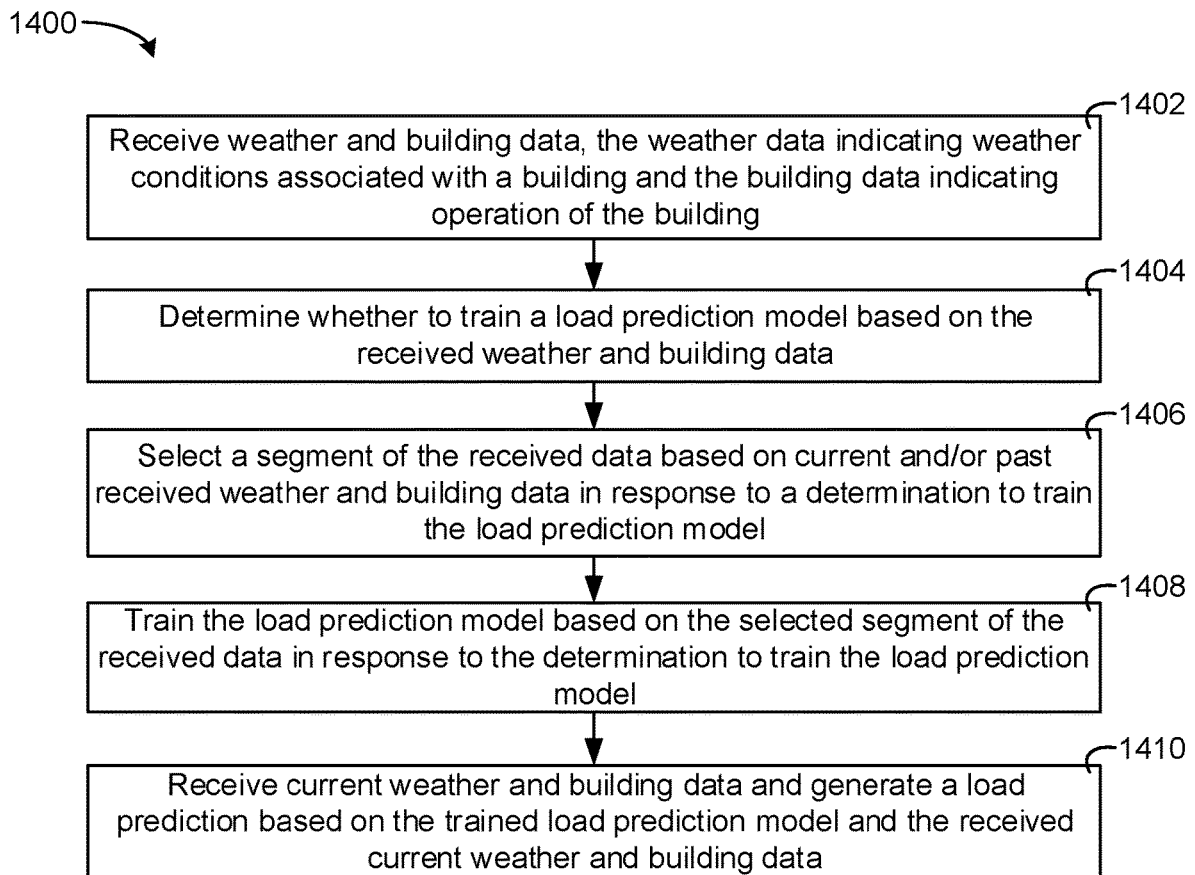 1400
1402
Receive weather and building data, the weather data indicating weather
conditions associated with a building and the building data indicating
operation of the building
1404
Determine whether to train a load prediction model based on the
received weather and building data
1406
Select a segment of the received data based on current and/or past
received weather and building data in response to a determination to train
the load prediction model
1408
Train the load prediction model based on the selected segment of the
received data in response to the determination to train the load prediction
model
1410
Receive current weather and building data and generate a load
prediction based on the trained load prediction model and the received
current weather and building data